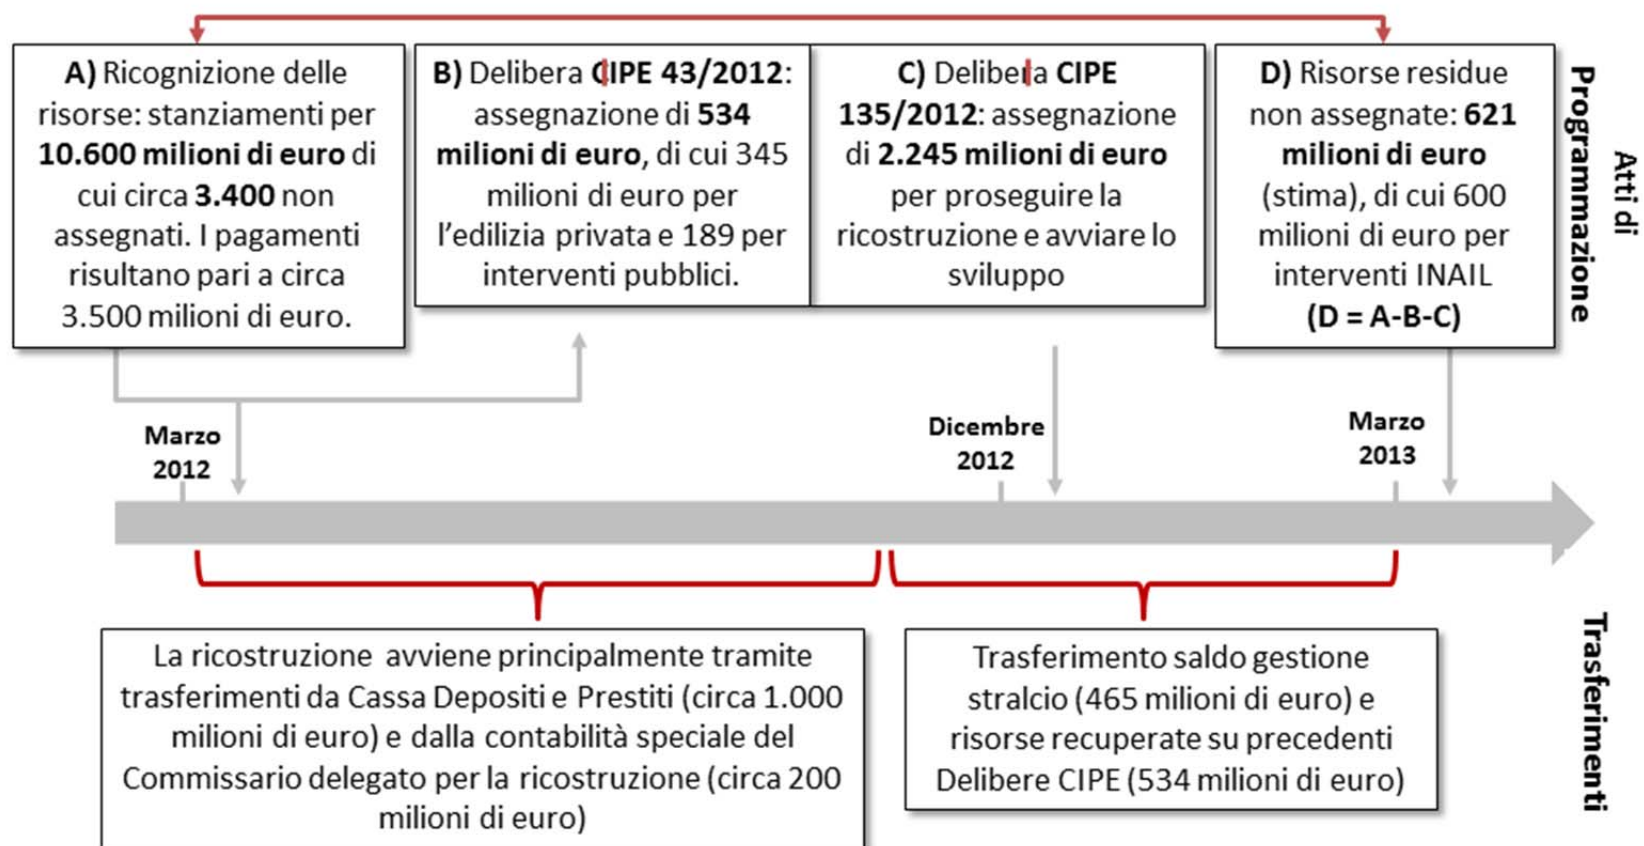 A) Ricognizione delle
risorse: stanziamenti per
10.600 milioni di euro di
cui circa 3.400 non
assegnati. I pagamenti
risultano pari a circa
3.500 milioni di euro.
B) Delibera CIPE 43/2012:
assegnazione di 534
milioni di euro, di cui 345
milioni di euro per
l’edilizia privata e 189 per
interventi pubblici.
C) Delibera CIPE
135/2012: assegnazione
di 2.245 milioni di euro
per proseguire la
ricostruzione e avviare lo
sviluppo
D) Risorse residue
non assegnate: 621
milioni di euro
(stima), di cui 600
milioni di euro per
interventi INAIL
(D = A-B-C)
Atti di
Programmazione
Marzo
2012
Dicembre
2012
Marzo
2013
La ricostruzione avviene principalmente tramite
trasferimenti da Cassa Depositi e Prestiti (circa 1.000
milioni di euro) e dalla contabilità speciale del
Commissario delegato per la ricostruzione (circa 200
milioni di euro)
Trasferimento saldo gestione
stralcio (465 milioni di euro) e
risorse recuperate su precedenti
Delibere CIPE (534 milioni di euro)
Trasferimenti